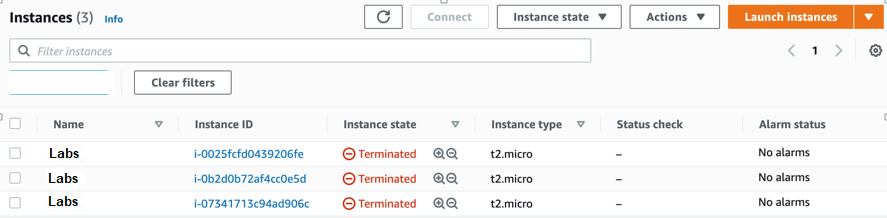 Instances (3) Info Connect Instance state Actions Launch instances
Filter instances 1
Clear filters
Name Instance ID Instance state Instance type Status check Alarm status
Labs i-0025fcfd0439206fe Terminated t2.micro – No alarms
Labs i-0b2d0b72af4cc0e5d Terminated t2.micro – No alarms
Labs i-07341713c94ad906c Terminated t2.micro – No alarms